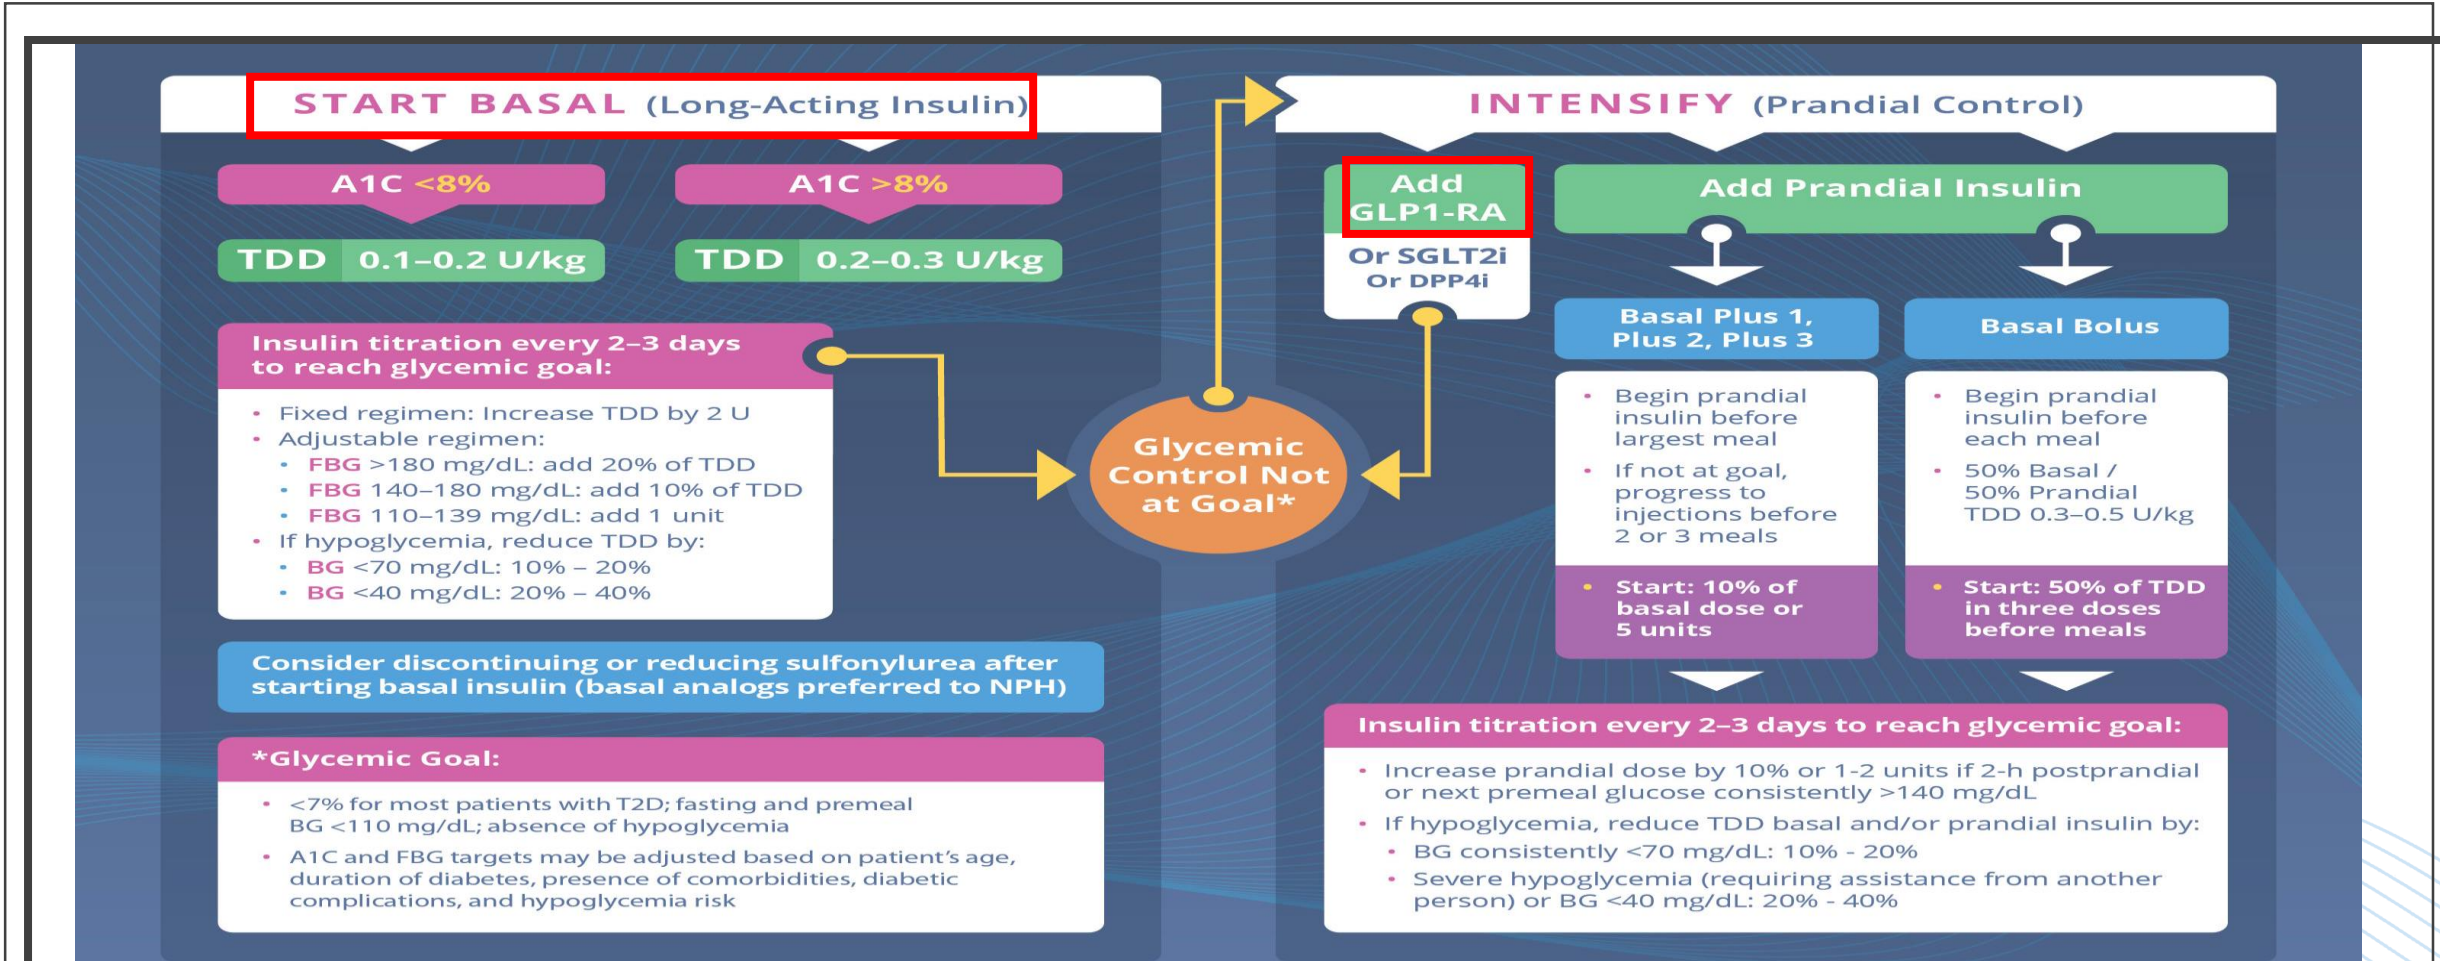 START BASAL (Long-Acting Insulin)
A1C <8%
TDD 0.1–0.2 U/kg
A1C >8%
TDD 0.2–0.3 U/kg
Insulin titration every 2–3 days
to reach glycemic goal:
• Fixed regimen: Increase TDD by 2 U
• Adjustable regimen:
• FBG >180 mg/dL: add 20% of TDD
• FBG 140–180 mg/dL: add 10% of TDD
• FBG 110–139 mg/dL: add 1 unit
• If hypoglycemia, reduce TDD by:
• BG <70 mg/dL: 10% – 20%
• BG <40 mg/dL: 20% – 40%
Consider discontinuing or reducing sulfonylurea after
starting basal insulin (basal analogs preferred to NPH)
*Glycemic Goal:
• <7% for most patients with T2D; fasting and premeal
BG <110 mg/dL; absence of hypoglycemia
• A1C and FBG targets may be adjusted based on patient's age,
duration of diabetes, presence of comorbidities, diabetic
complications, and hypoglycemia risk
Glycemic
Control Not
at Goal*
INTENSIFY (Prandial Control)
Add
GLP1-RA
Or SGLT2i
Or DPP4i
Add Prandial Insulin
Basal Plus 1,
Plus 2, Plus 3
• Begin prandial
insulin before
largest meal
• If not at goal,
progress to
injections before
2 or 3 meals
• Start: 10% of
basal dose or
5 units
Basal Bolus
• Begin prandial
insulin before
each meal
• 50% Basal /
50% Prandial
TDD 0.3–0.5 U/kg
• Start: 50% of TDD
in three doses
before meals
Insulin titration every 2–3 days to reach glycemic goal:
• Increase prandial dose by 10% or 1-2 units if 2-h postprandial
or next premeal glucose consistently >140 mg/dL
• If hypoglycemia, reduce TDD basal and/or prandial insulin by:
• BG consistently <70 mg/dL: 10% - 20%
• Severe hypoglycemia (requiring assistance from another
person) or BG <40 mg/dL: 20% - 40%